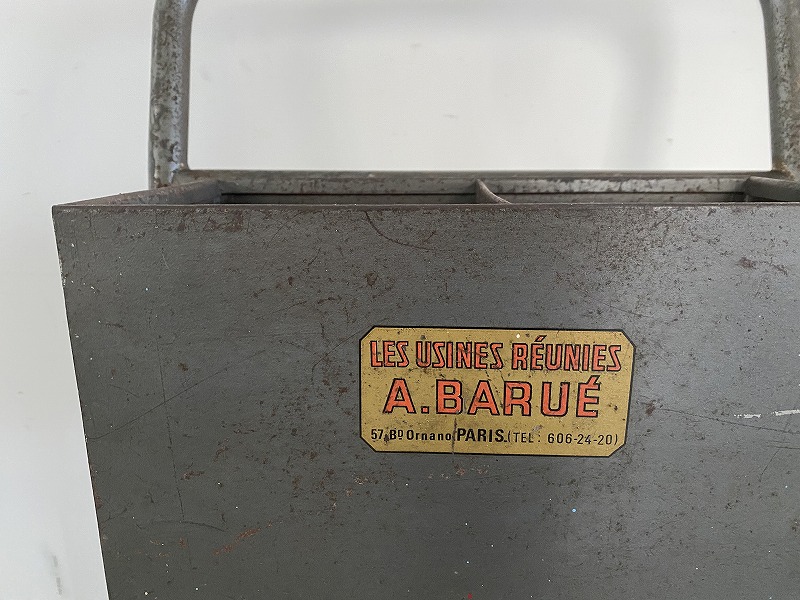 LES USINES RÉUNIES
A.BARUÉ
57, Bᴰ Ornano PARIS. (TEL: 606-24-20)